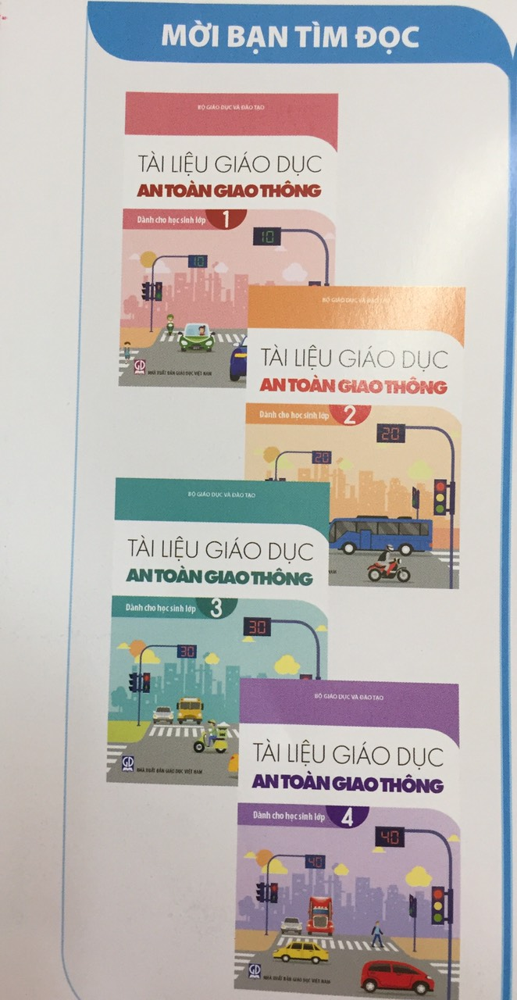 MỜI BẠN TÌM ĐỌC
BỘ GIÁO DỤC VÀ ĐÀO TẠO
TÀI LIỆU GIÁO DỤC
AN TOÀN GIAO THÔNG
Dành cho học sinh lớp 1
10
10
GD
NHÀ XUẤT BẢN GIÁO DỤC VIỆT NAM
BỘ GIÁO DỤC VÀ ĐÀO TẠO
TÀI LIỆU GIÁO DỤC
AN TOÀN GIAO THÔNG
Dành cho học sinh lớp 2
20
20
NAM
BỘ GIÁO DỤC VÀ ĐÀO TẠO
TÀI LIỆU GIÁO DỤC
AN TOÀN GIAO THÔNG
Dành cho học sinh lớp 3
30
30
GD
NHÀ XUẤT BẢN GIÁO DỤC VIỆT NAM
BỘ GIÁO DỤC VÀ ĐÀO TẠO
TÀI LIỆU GIÁO DỤC
AN TOÀN GIAO THÔNG
Dành cho học sinh lớp 4
40
40
GD
NHÀ XUẤT BẢN GIÁO DỤC VIỆT NAM